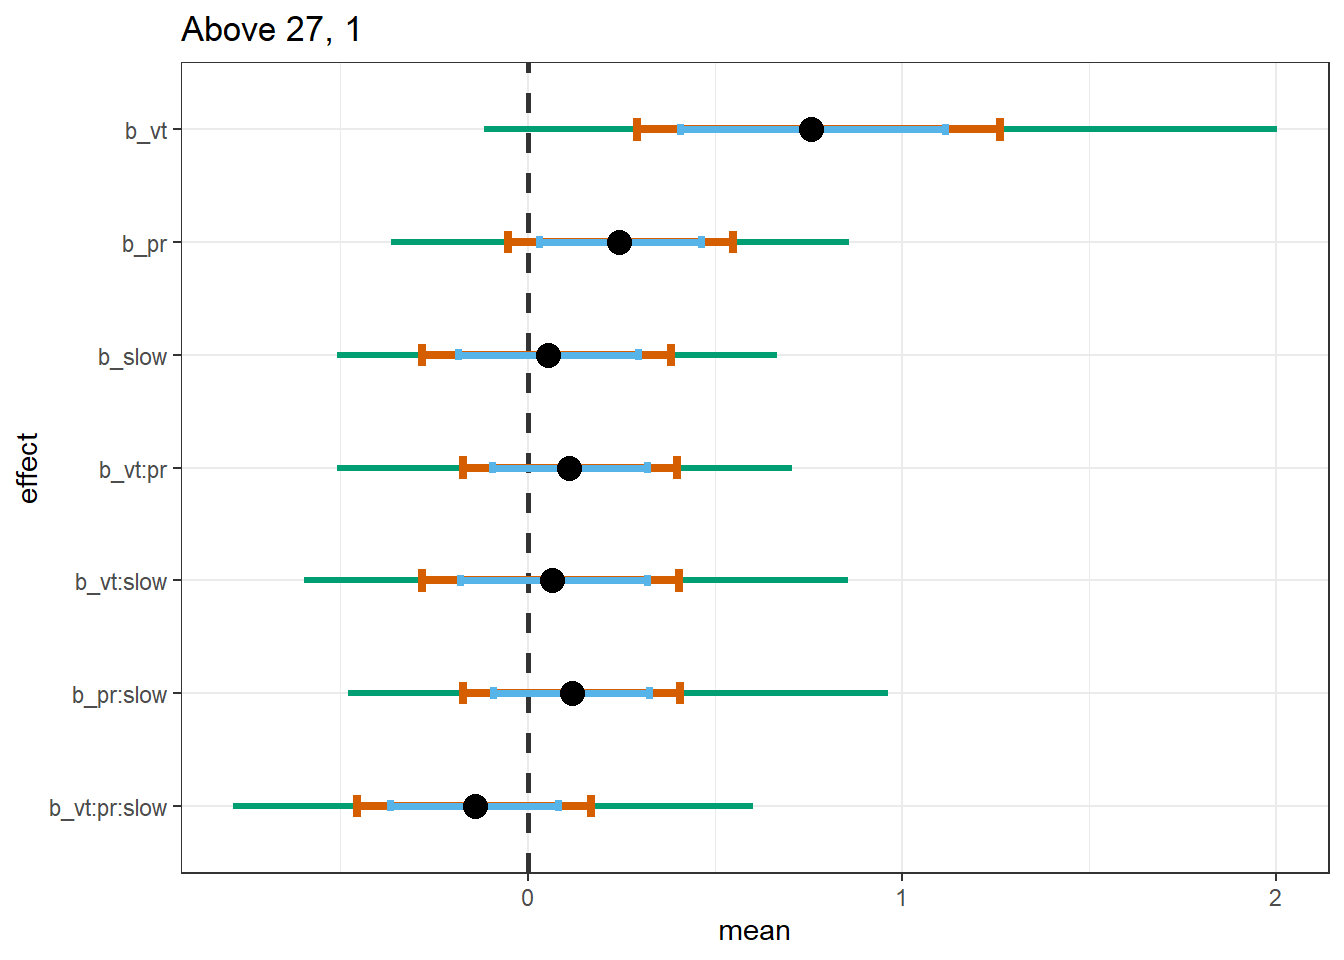 Above 27, 1
effect
b_vt
b_pr
b_slow
b_vt:pr
b_vt:slow
b_pr:slow
b_vt:pr:slow
0 1 2
mean